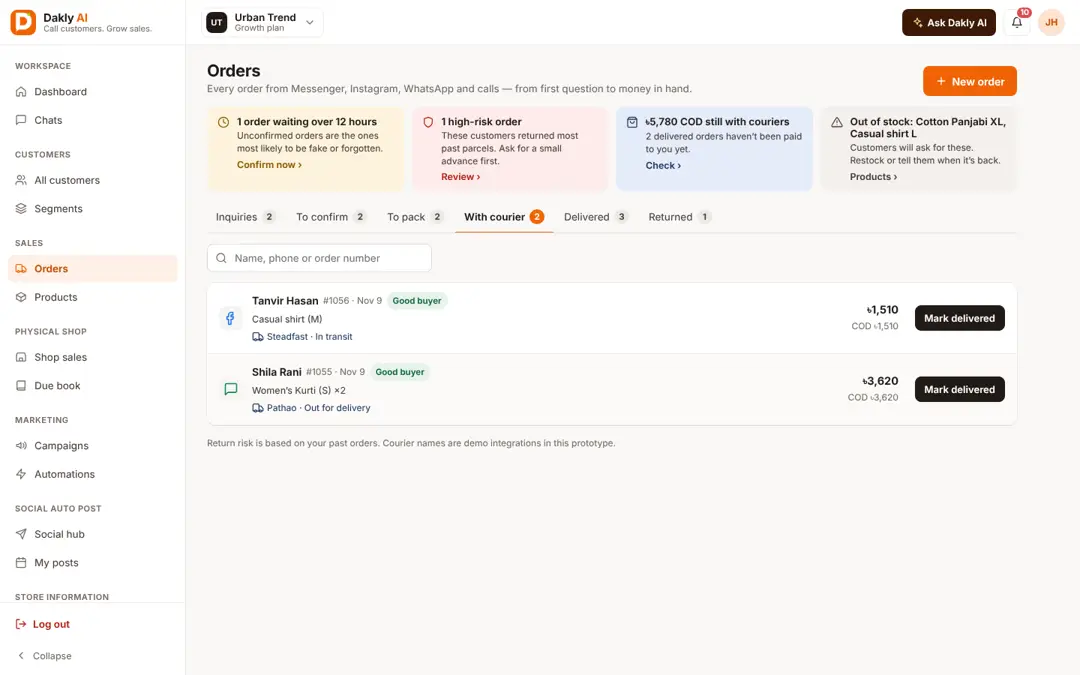 Dakly AI
Call customers. Grow sales.
UT
Urban Trend
Growth plan
Ask Dakly AI
10
JH
WORKSPACE
Dashboard
Chats
CUSTOMERS
All customers
Segments
SALES
Orders
Products
PHYSICAL SHOP
Shop sales
Due book
MARKETING
Campaigns
Automations
SOCIAL AUTO POST
Social hub
My posts
STORE INFORMATION
Log out
Collapse
Orders
Every order from Messenger, Instagram, WhatsApp and calls — from first question to money in hand.
+ New order
1 order waiting over 12 hours
Unconfirmed orders are the ones
most likely to be fake or forgotten.
Confirm now ›
1 high-risk order
These customers returned most
past parcels. Ask for a small
advance first.
Review ›
৳5,780 COD still with couriers
2 delivered orders haven't been paid
to you yet.
Check ›
Out of stock: Cotton Panjabi XL,
Casual shirt L
Customers will ask for these.
Restock or tell them when it's back.
Products ›
Inquiries 2
To confirm 2
To pack 2
With courier 2
Delivered 3
Returned 1
Name, phone or order number
Tanvir Hasan #1056 · Nov 9 Good buyer
Casual shirt (M)
Steadfast · In transit
৳1,510
COD ৳1,510
Mark delivered
Shila Rani #1055 · Nov 9 Good buyer
Women's Kurti (S) ×2
Pathao · Out for delivery
৳3,620
COD ৳3,620
Mark delivered
Return risk is based on your past orders. Courier names are demo integrations in this prototype.